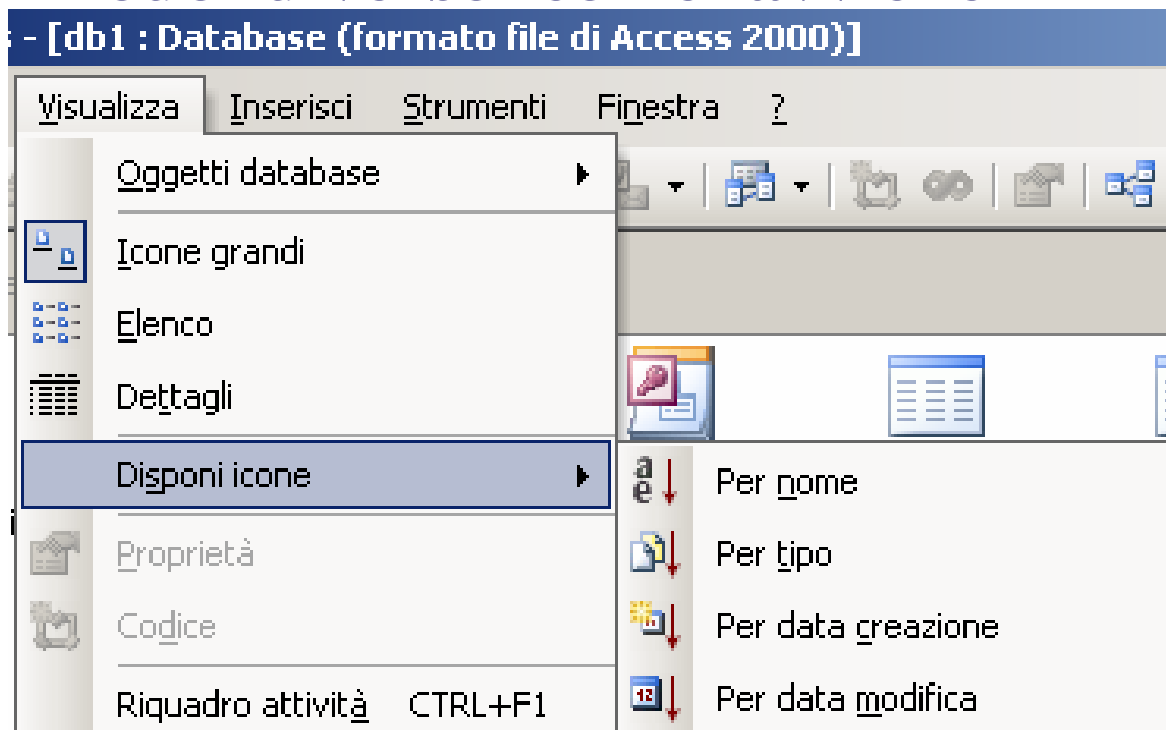 - [db1 : Database (formato file di Access 2000)]
Visualizza Inserisci Strumenti Finestra ?
Oggetti database
Icone grandi
Elenco
Dettagli
Disponi icone
Per nome
Proprietà
Per tipo
Codice
Per data creazione
Riquadro attività CTRL+F1
Per data modifica